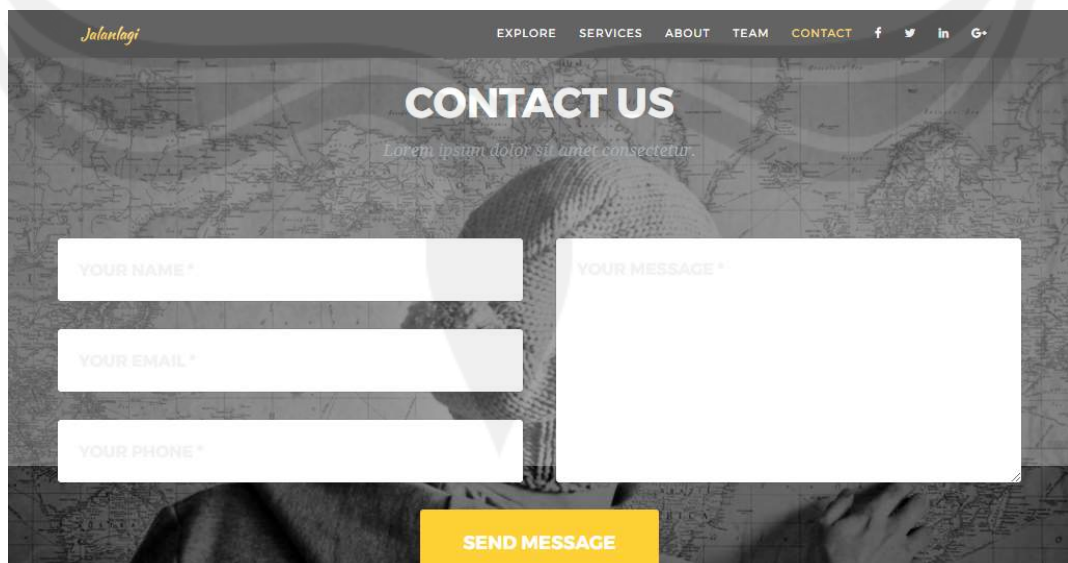 Jalanlagi
EXPLORE SERVICES ABOUT TEAM CONTACT f in G+
CONTACT US
Lorem ipsum dolor sit amet consectetur.
YOUR NAME *
YOUR EMAIL *
YOUR PHONE *
YOUR MESSAGE *
SEND MESSAGE